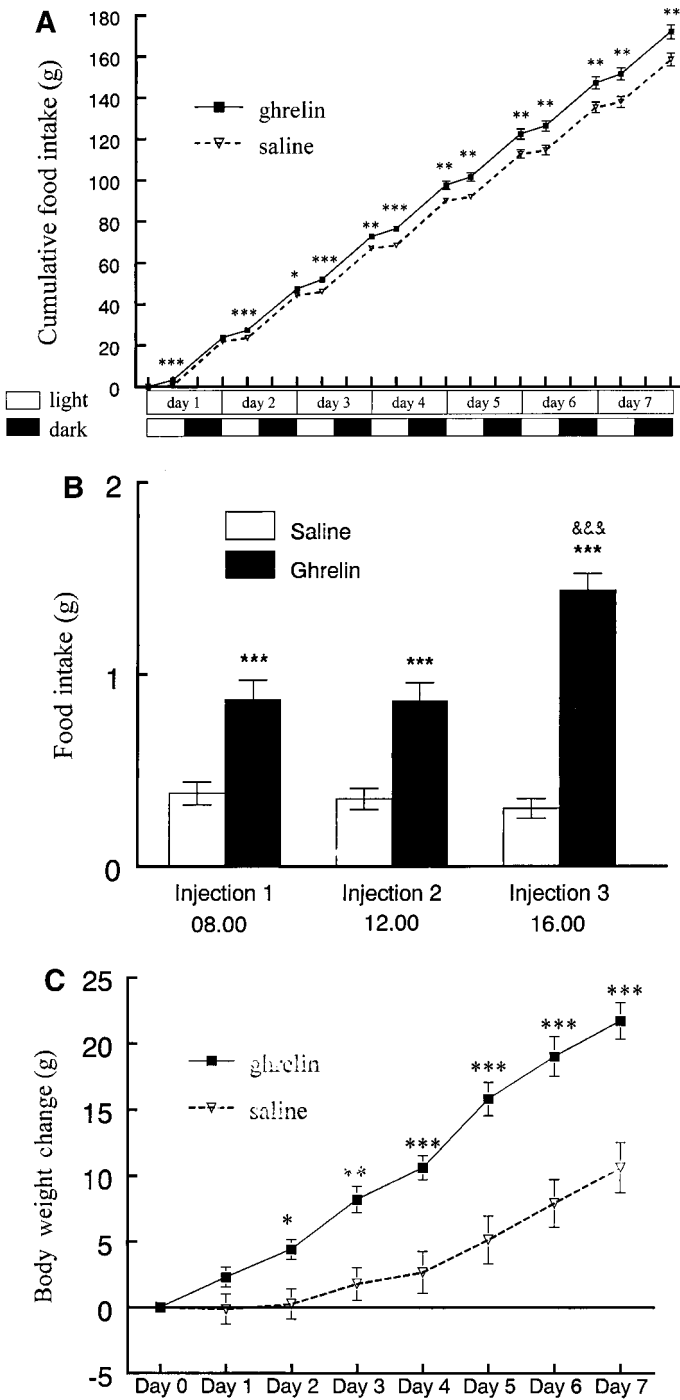 A
Cumulative food intake (g)
180
160
140
120
100
80
60
40
20
0
ghrelin
saline
***
***
*
***
**
***
**
**
**
**
**
**
**
light
dark
day 1
day 2
day 3
day 4
day 5
day 6
day 7
B
Food intake (g)
2
1
0
Saline
Ghrelin
***
***
&&&
***
Injection 1
08.00
Injection 2
12.00
Injection 3
16.00
C
Body weight change (g)
25
20
15
10
5
0
-5
ghrelin
saline
*
**
***
***
***
***
Day 0
Day 1
Day 2
Day 3
Day 4
Day 5
Day 6
Day 7